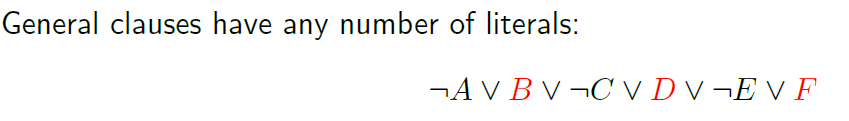 General clauses have any number of literals:
¬A ∨ B ∨ ¬C ∨ D ∨ ¬E ∨ F